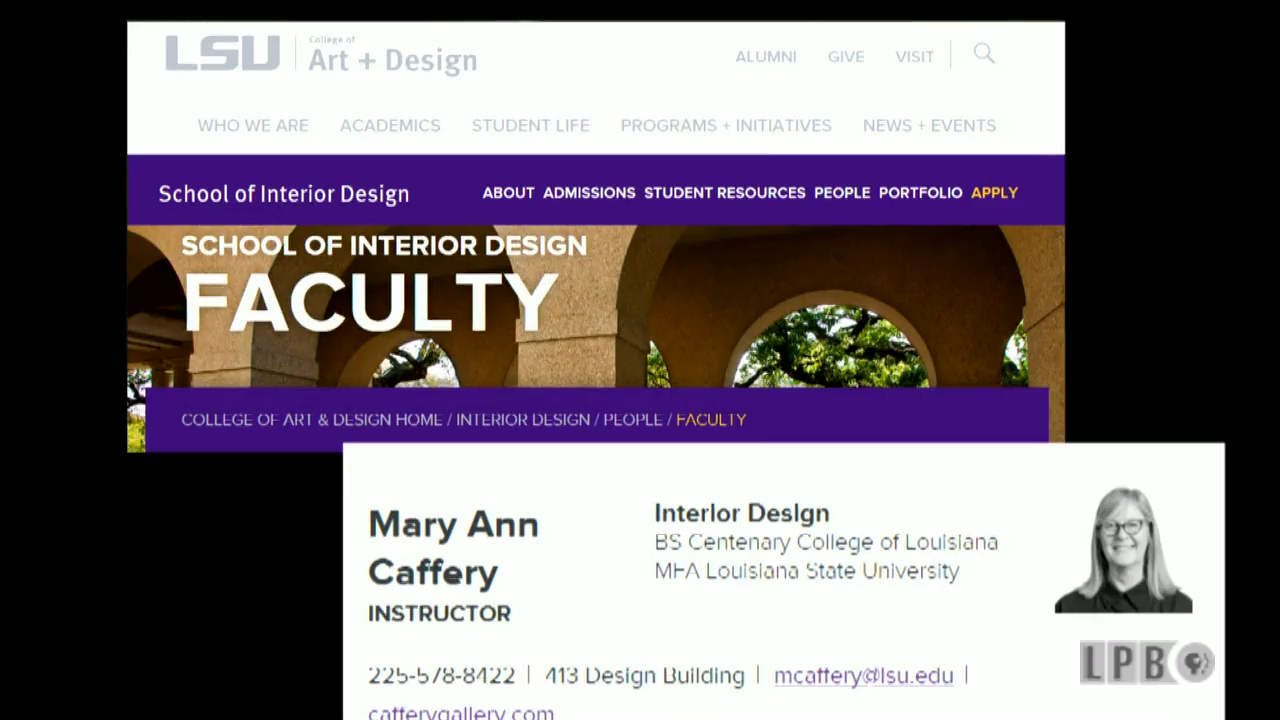 LSU College of
Art + Design
ALUMNI GIVE VISIT
WHO WE ARE ACADEMICS STUDENT LIFE PROGRAMS + INITIATIVES NEWS + EVENTS
School of Interior Design
ABOUT ADMISSIONS STUDENT RESOURCES PEOPLE PORTFOLIO APPLY
SCHOOL OF INTERIOR DESIGN
FACULTY
COLLEGE OF ART & DESIGN HOME / INTERIOR DESIGN / PEOPLE / FACULTY
Mary Ann
Caffery
INSTRUCTOR
Interior Design
BS Centenary College of Louisiana
MFA Louisiana State University
225-578-8422 | 413 Design Building | mcaffery@lsu.edu |
cafferygallery.com
LPB